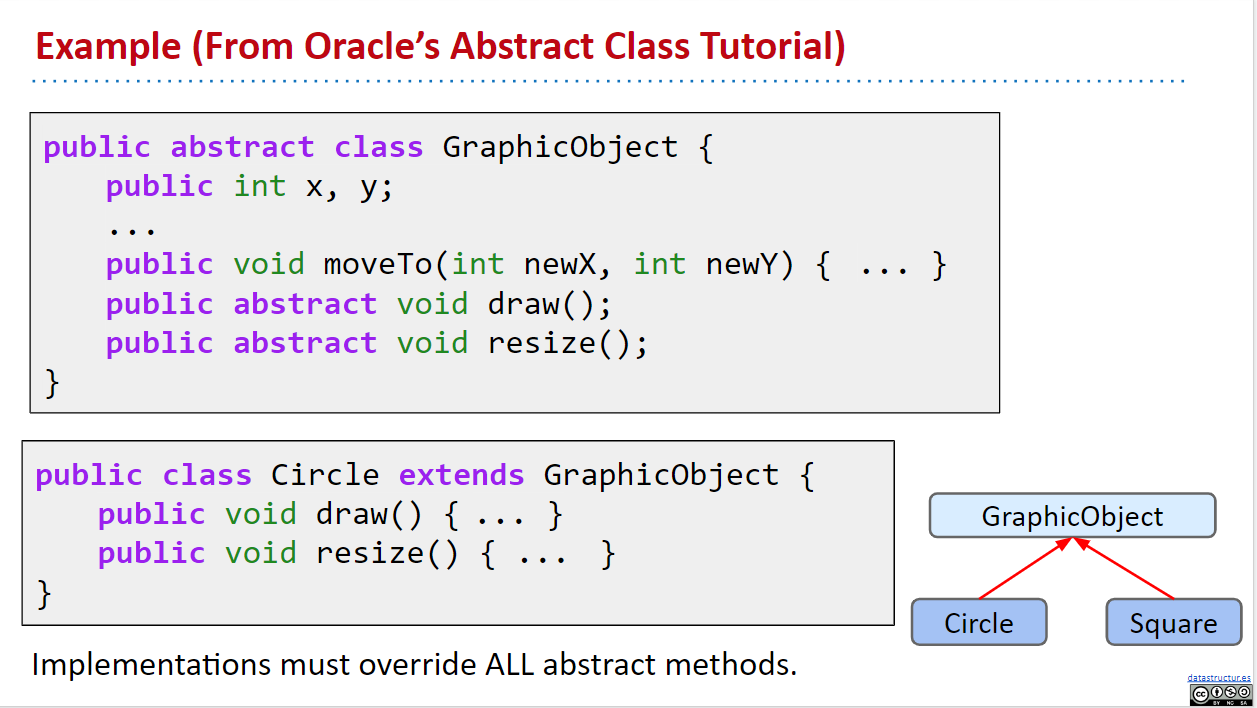 Example (From Oracle’s Abstract Class Tutorial)
public abstract class GraphicObject {
public int x, y;
...
public void moveTo(int newX, int newY) { ... }
public abstract void draw();
public abstract void resize();
}
public class Circle extends GraphicObject {
public void draw() { ... }
public void resize() { ... }
}
GraphicObject
Circle
Square
Implementations must override ALL abstract methods.
datastructur.es
cc
BY NC SA